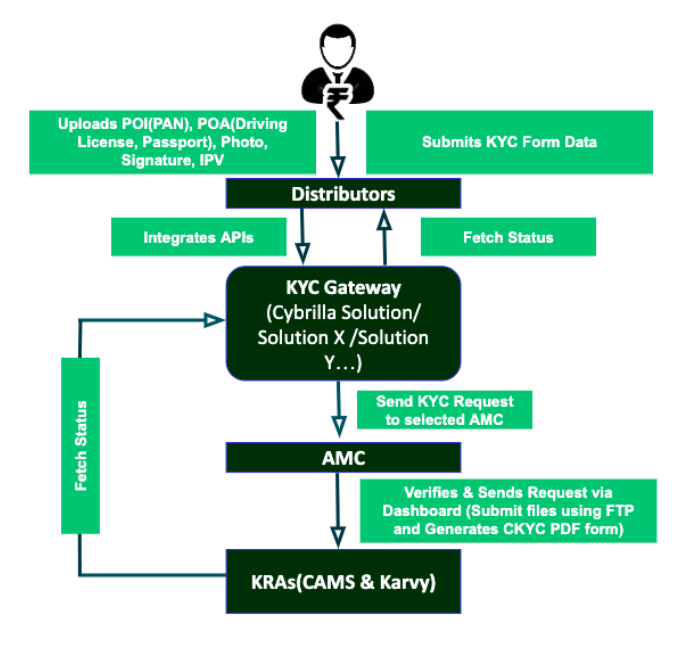 Uploads POI(PAN), POA(Driving
License, Passport), Photo,
Signature, IPV
Submits KYC Form Data
Distributors
Integrates APIs
Fetch Status
KYC Gateway
(Cybrilla Solution/
Solution X /Solution
Y...)
Fetch Status
Send KYC Request
to selected AMC
AMC
Verifies & Sends Request via
Dashboard (Submit files using FTP
and Generates CKYC PDF form)
KRAs(CAMS & Karvy)